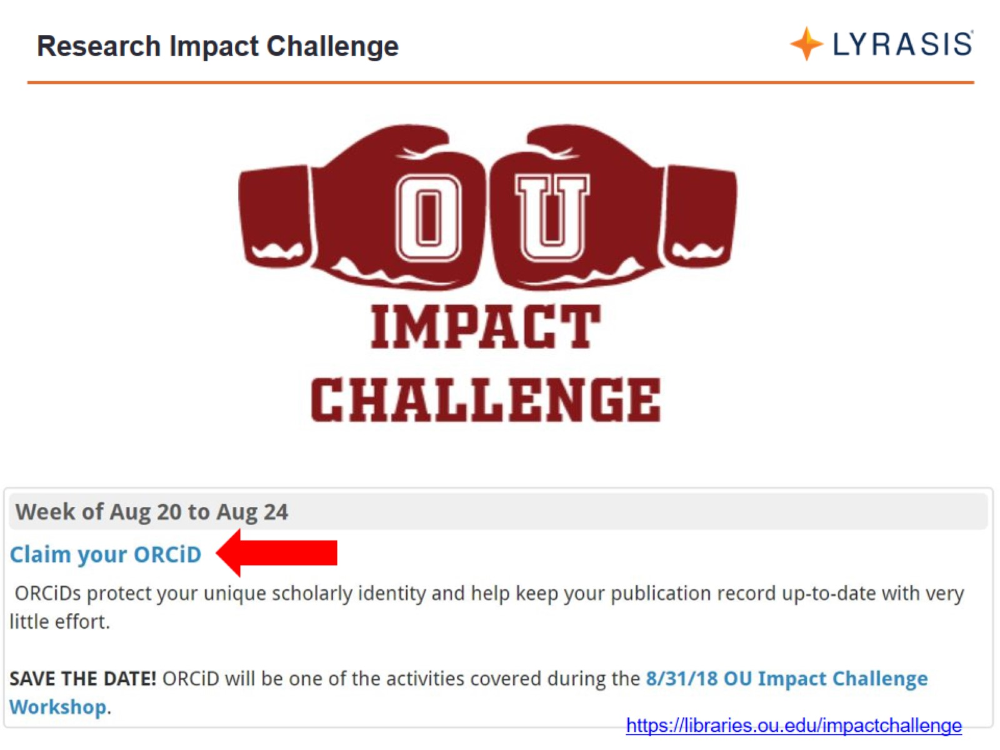 Research Impact Challenge
LYRASIS
O U
IMPACT
CHALLENGE
Week of Aug 20 to Aug 24
Claim your ORCiD
ORCiDs protect your unique scholarly identity and help keep your publication record up-to-date with very
little effort.
SAVE THE DATE! ORCiD will be one of the activities covered during the 8/31/18 OU Impact Challenge
Workshop.
https://libraries.ou.edu/impactchallenge